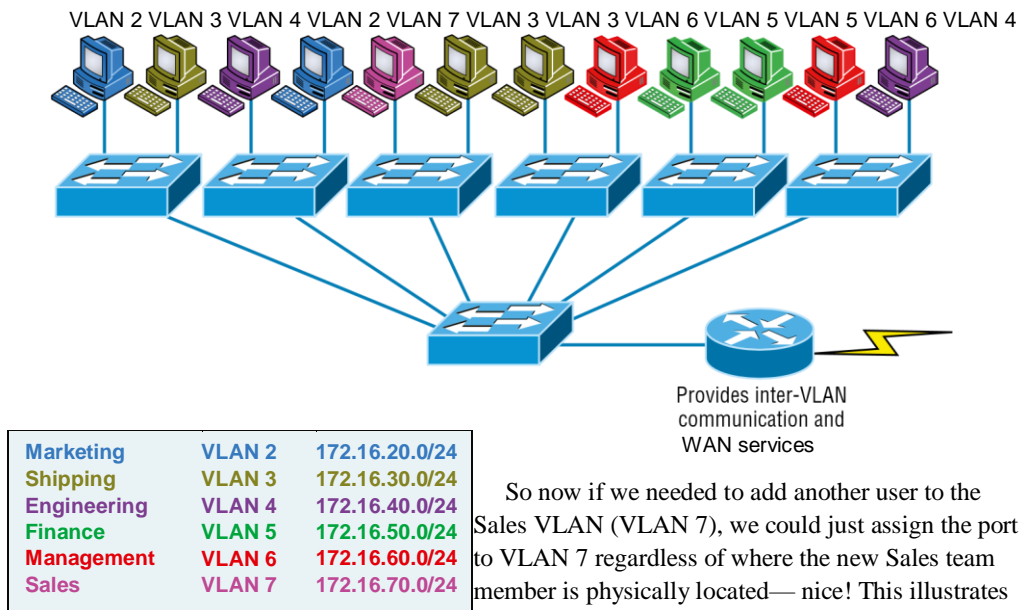 VLAN 2 VLAN 3 VLAN 4 VLAN 2 VLAN 7 VLAN 3 VLAN 3 VLAN 6 VLAN 5 VLAN 5 VLAN 6 VLAN 4
Provides inter-VLAN
communication and
WAN services
Marketing VLAN 2 172.16.20.0/24
Shipping VLAN 3 172.16.30.0/24
Engineering VLAN 4 172.16.40.0/24
Finance VLAN 5 172.16.50.0/24
Management VLAN 6 172.16.60.0/24
Sales VLAN 7 172.16.70.0/24
So now if we needed to add another user to the
Sales VLAN (VLAN 7), we could just assign the port
to VLAN 7 regardless of where the new Sales team
member is physically located— nice! This illustrates